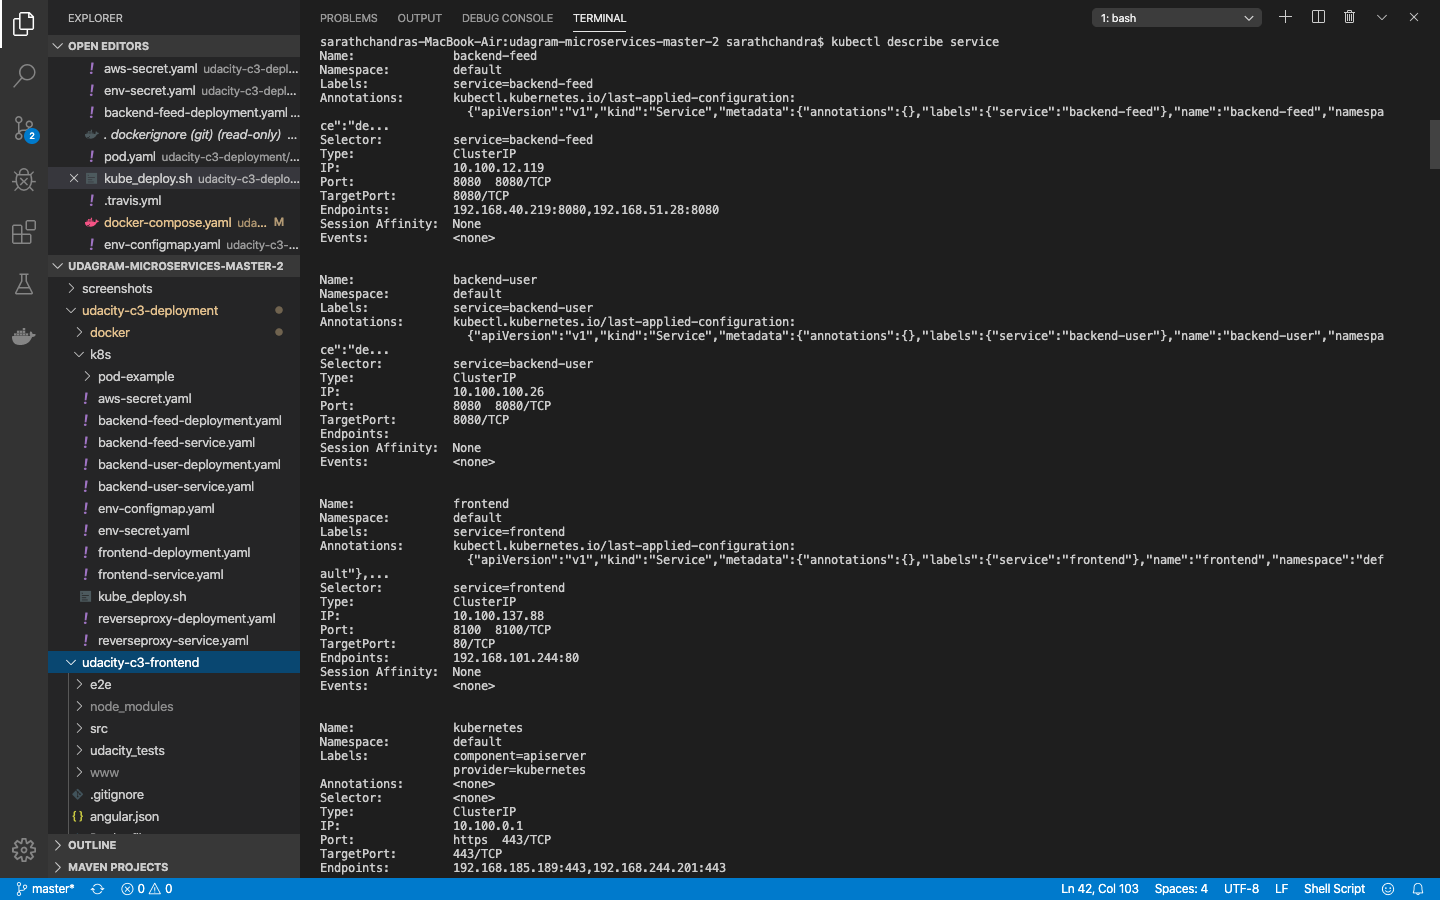 EXPLORER
OPEN EDITORS
! aws-secret.yaml udacity-c3-depl...
! env-secret.yaml udacity-c3-dep...
! backend-feed-deployment.yaml ...
. dockerignore (git) (read-only) ...
! pod.yaml udacity-c3-deployment/...
kube_deploy.sh udacity-c3-deplo...
! .travis.yml
docker-compose.yaml uda... M
! env-configmap.yaml udacity-c3-...
UDAGRAM-MICROSERVICES-MASTER-2
screenshots
udacity-c3-deployment
docker
k8s
pod-example
! aws-secret.yaml
! backend-feed-deployment.yaml
! backend-feed-service.yaml
! backend-user-deployment.yaml
! backend-user-service.yaml
! env-configmap.yaml
! env-secret.yaml
! frontend-deployment.yaml
! frontend-service.yaml
kube_deploy.sh
! reverseproxy-deployment.yaml
! reverseproxy-service.yaml
udacity-c3-frontend
e2e
node_modules
src
udacity_tests
www
.gitignore
{} angular.json
OUTLINE
MAVEN PROJECTS
2
PROBLEMS OUTPUT DEBUG CONSOLE TERMINAL
1: bash
sarathchandras-MacBook-Air:udagram-microservices-master-2 sarathchandra$ kubectl describe service
Name: backend-feed
Namespace: default
Labels: service=backend-feed
Annotations: kubectl.kubernetes.io/last-applied-configuration:
{"apiVersion":"v1","kind":"Service","metadata":{"annotations":{},"labels":{"service":"backend-feed"},"name":"backend-feed","namespa
ce":"de...
Selector: service=backend-feed
Type: ClusterIP
IP: 10.100.12.119
Port: 8080 8080/TCP
TargetPort: 8080/TCP
Endpoints: 192.168.40.219:8080,192.168.51.28:8080
Session Affinity: None
Events: <none>
Name: backend-user
Namespace: default
Labels: service=backend-user
Annotations: kubectl.kubernetes.io/last-applied-configuration:
{"apiVersion":"v1","kind":"Service","metadata":{"annotations":{},"labels":{"service":"backend-user"},"name":"backend-user","namespa
ce":"de...
Selector: service=backend-user
Type: ClusterIP
IP: 10.100.100.26
Port: 8080 8080/TCP
TargetPort: 8080/TCP
Endpoints:
Session Affinity: None
Events: <none>
Name: frontend
Namespace: default
Labels: service=frontend
Annotations: kubectl.kubernetes.io/last-applied-configuration:
{"apiVersion":"v1","kind":"Service","metadata":{"annotations":{},"labels":{"service":"frontend"},"name":"frontend","namespace":"def
ault"},...
Selector: service=frontend
Type: ClusterIP
IP: 10.100.137.88
Port: 8100 8100/TCP
TargetPort: 80/TCP
Endpoints: 192.168.101.244:80
Session Affinity: None
Events: <none>
Name: kubernetes
Namespace: default
Labels: component=apiserver
provider=kubernetes
Annotations: <none>
Selector: <none>
Type: ClusterIP
IP: 10.100.0.1
Port: https 443/TCP
TargetPort: 443/TCP
Endpoints: 192.168.185.189:443,192.168.244.201:443
master* 0 0 Ln 42, Col 103 Spaces: 4 UTF-8 LF Shell Script